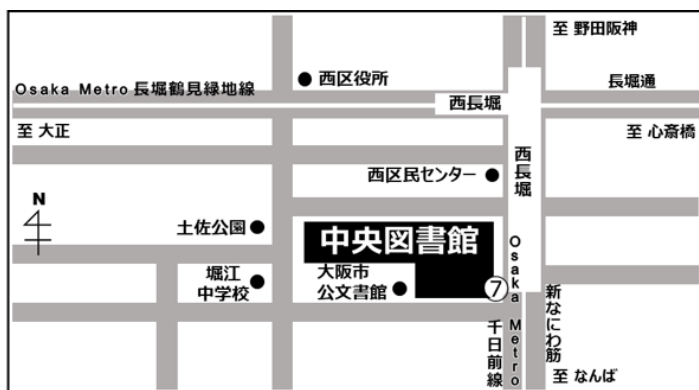 至 野田阪神
西区役所
長堀通
Osaka Metro 長堀鶴見緑地線
西長堀
至 大正
至 心斎橋
西長堀
西区民センター
N
土佐公園
中央図書館
堀江
中学校
大阪市
公文書館
⑦
Osaka Metro
千日前線
新なにわ筋
至 なんば